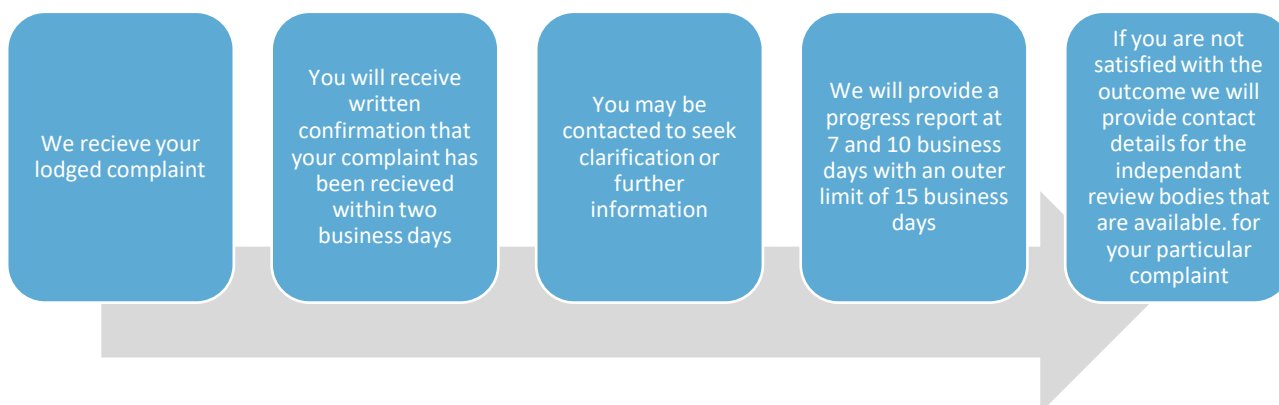 We recieve your
lodged complaint
You will receive
written
confirmation that
your complaint has
been recieved
within two
business days
You may be
contacted to seek
clarification or
further
information
We will provide a
progress report at
7 and 10 business
days with an outer
limit of 15 business
days
If you are not
satisfied with the
outcome we will
provide contact
details for the
independant
review bodies that
are available. for
your particular
complaint